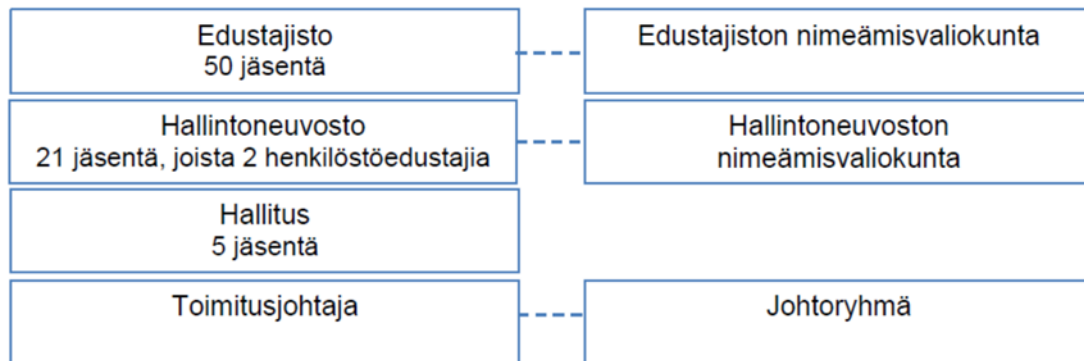 Edustajisto
50 jäsentä
Edustajiston nimeämisvaliokunta
Hallintoneuvosto
21 jäsentä, joista 2 henkilöstöedustajia
Hallintoneuvoston
nimeämisvaliokunta
Hallitus
5 jäsentä
Toimitusjohtaja
Johtoryhmä